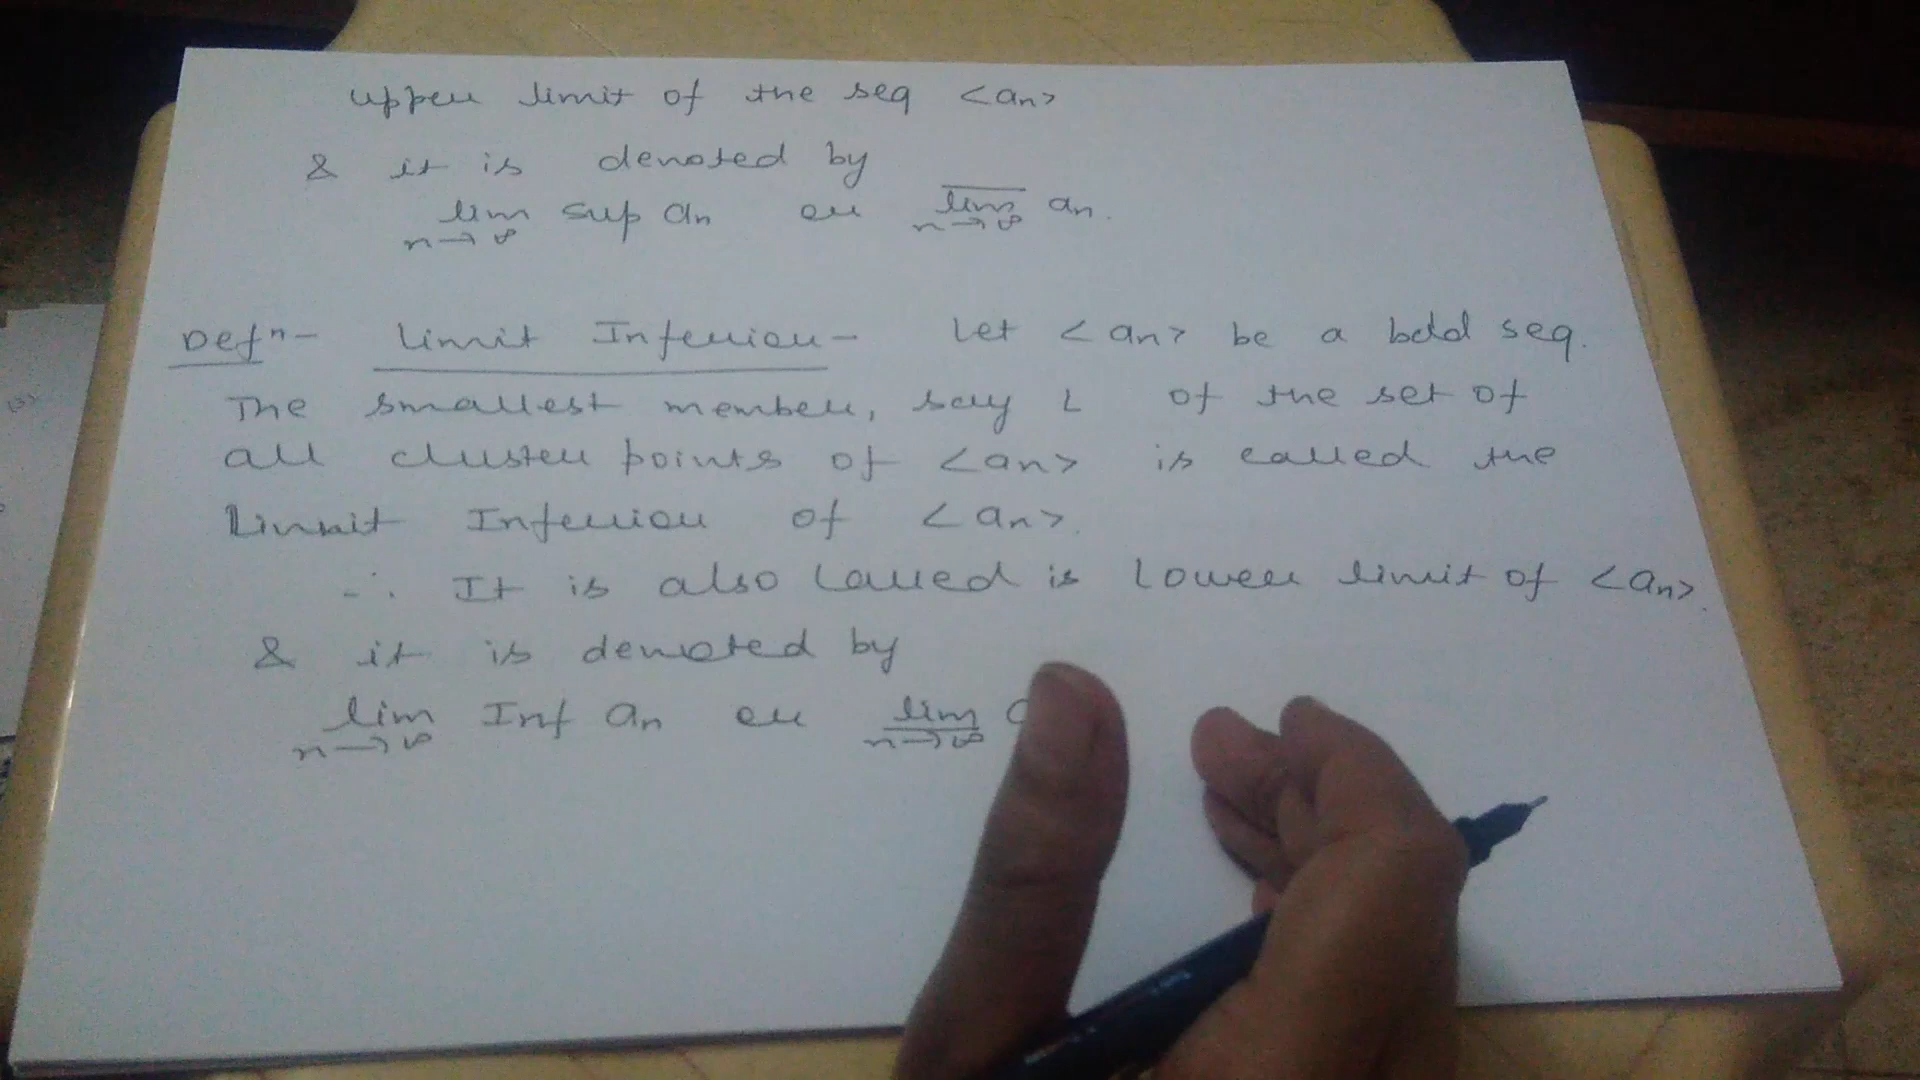 upper limit of the seq <an>
& it is denoted by
lim n→∞ sup an or lim n→∞ an.
Defn- Limit Inferior- Let <an> be a bdd seq.
The smallest member, say L of the set of
all cluster points of <an> is called the
Limit Inferior of <an>.
∴ It is also called is Lower limit of <an>.
& it is denoted by
lim n→∞ Inf an or lim n→∞